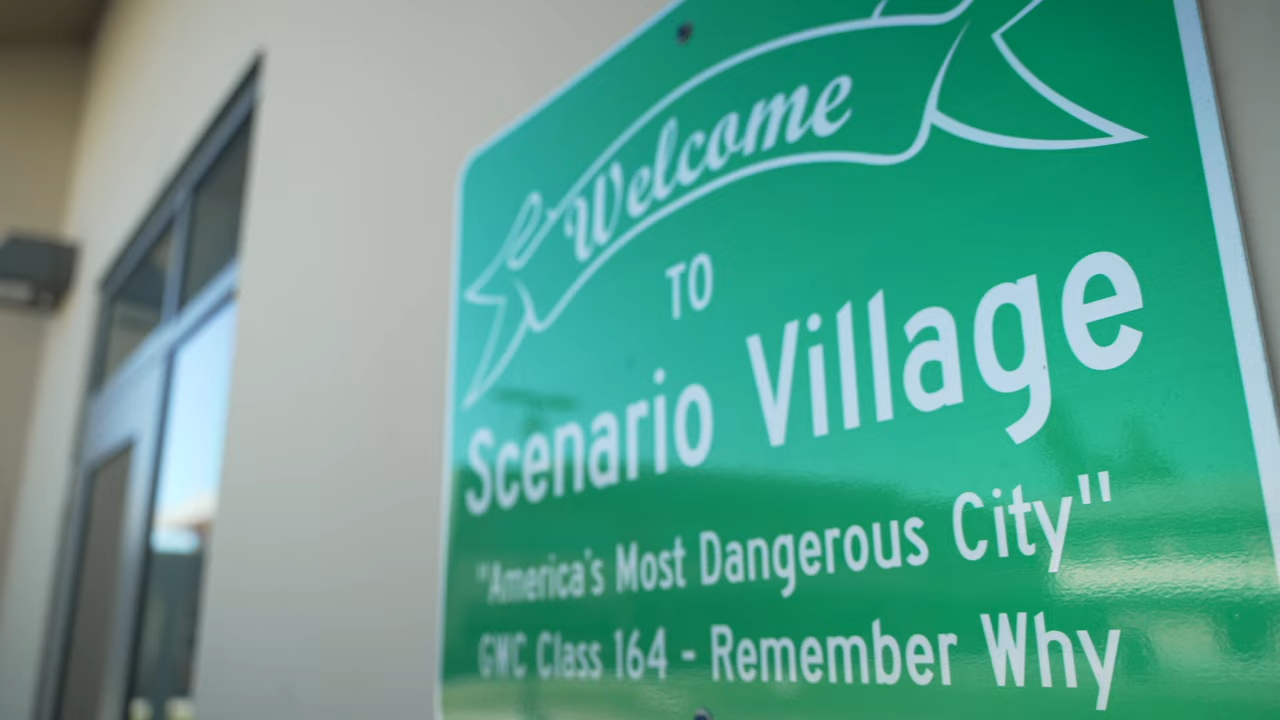 Welcome
TO
Scenario Village
"America's Most Dangerous City"
GWC Class 164 - Remember Why